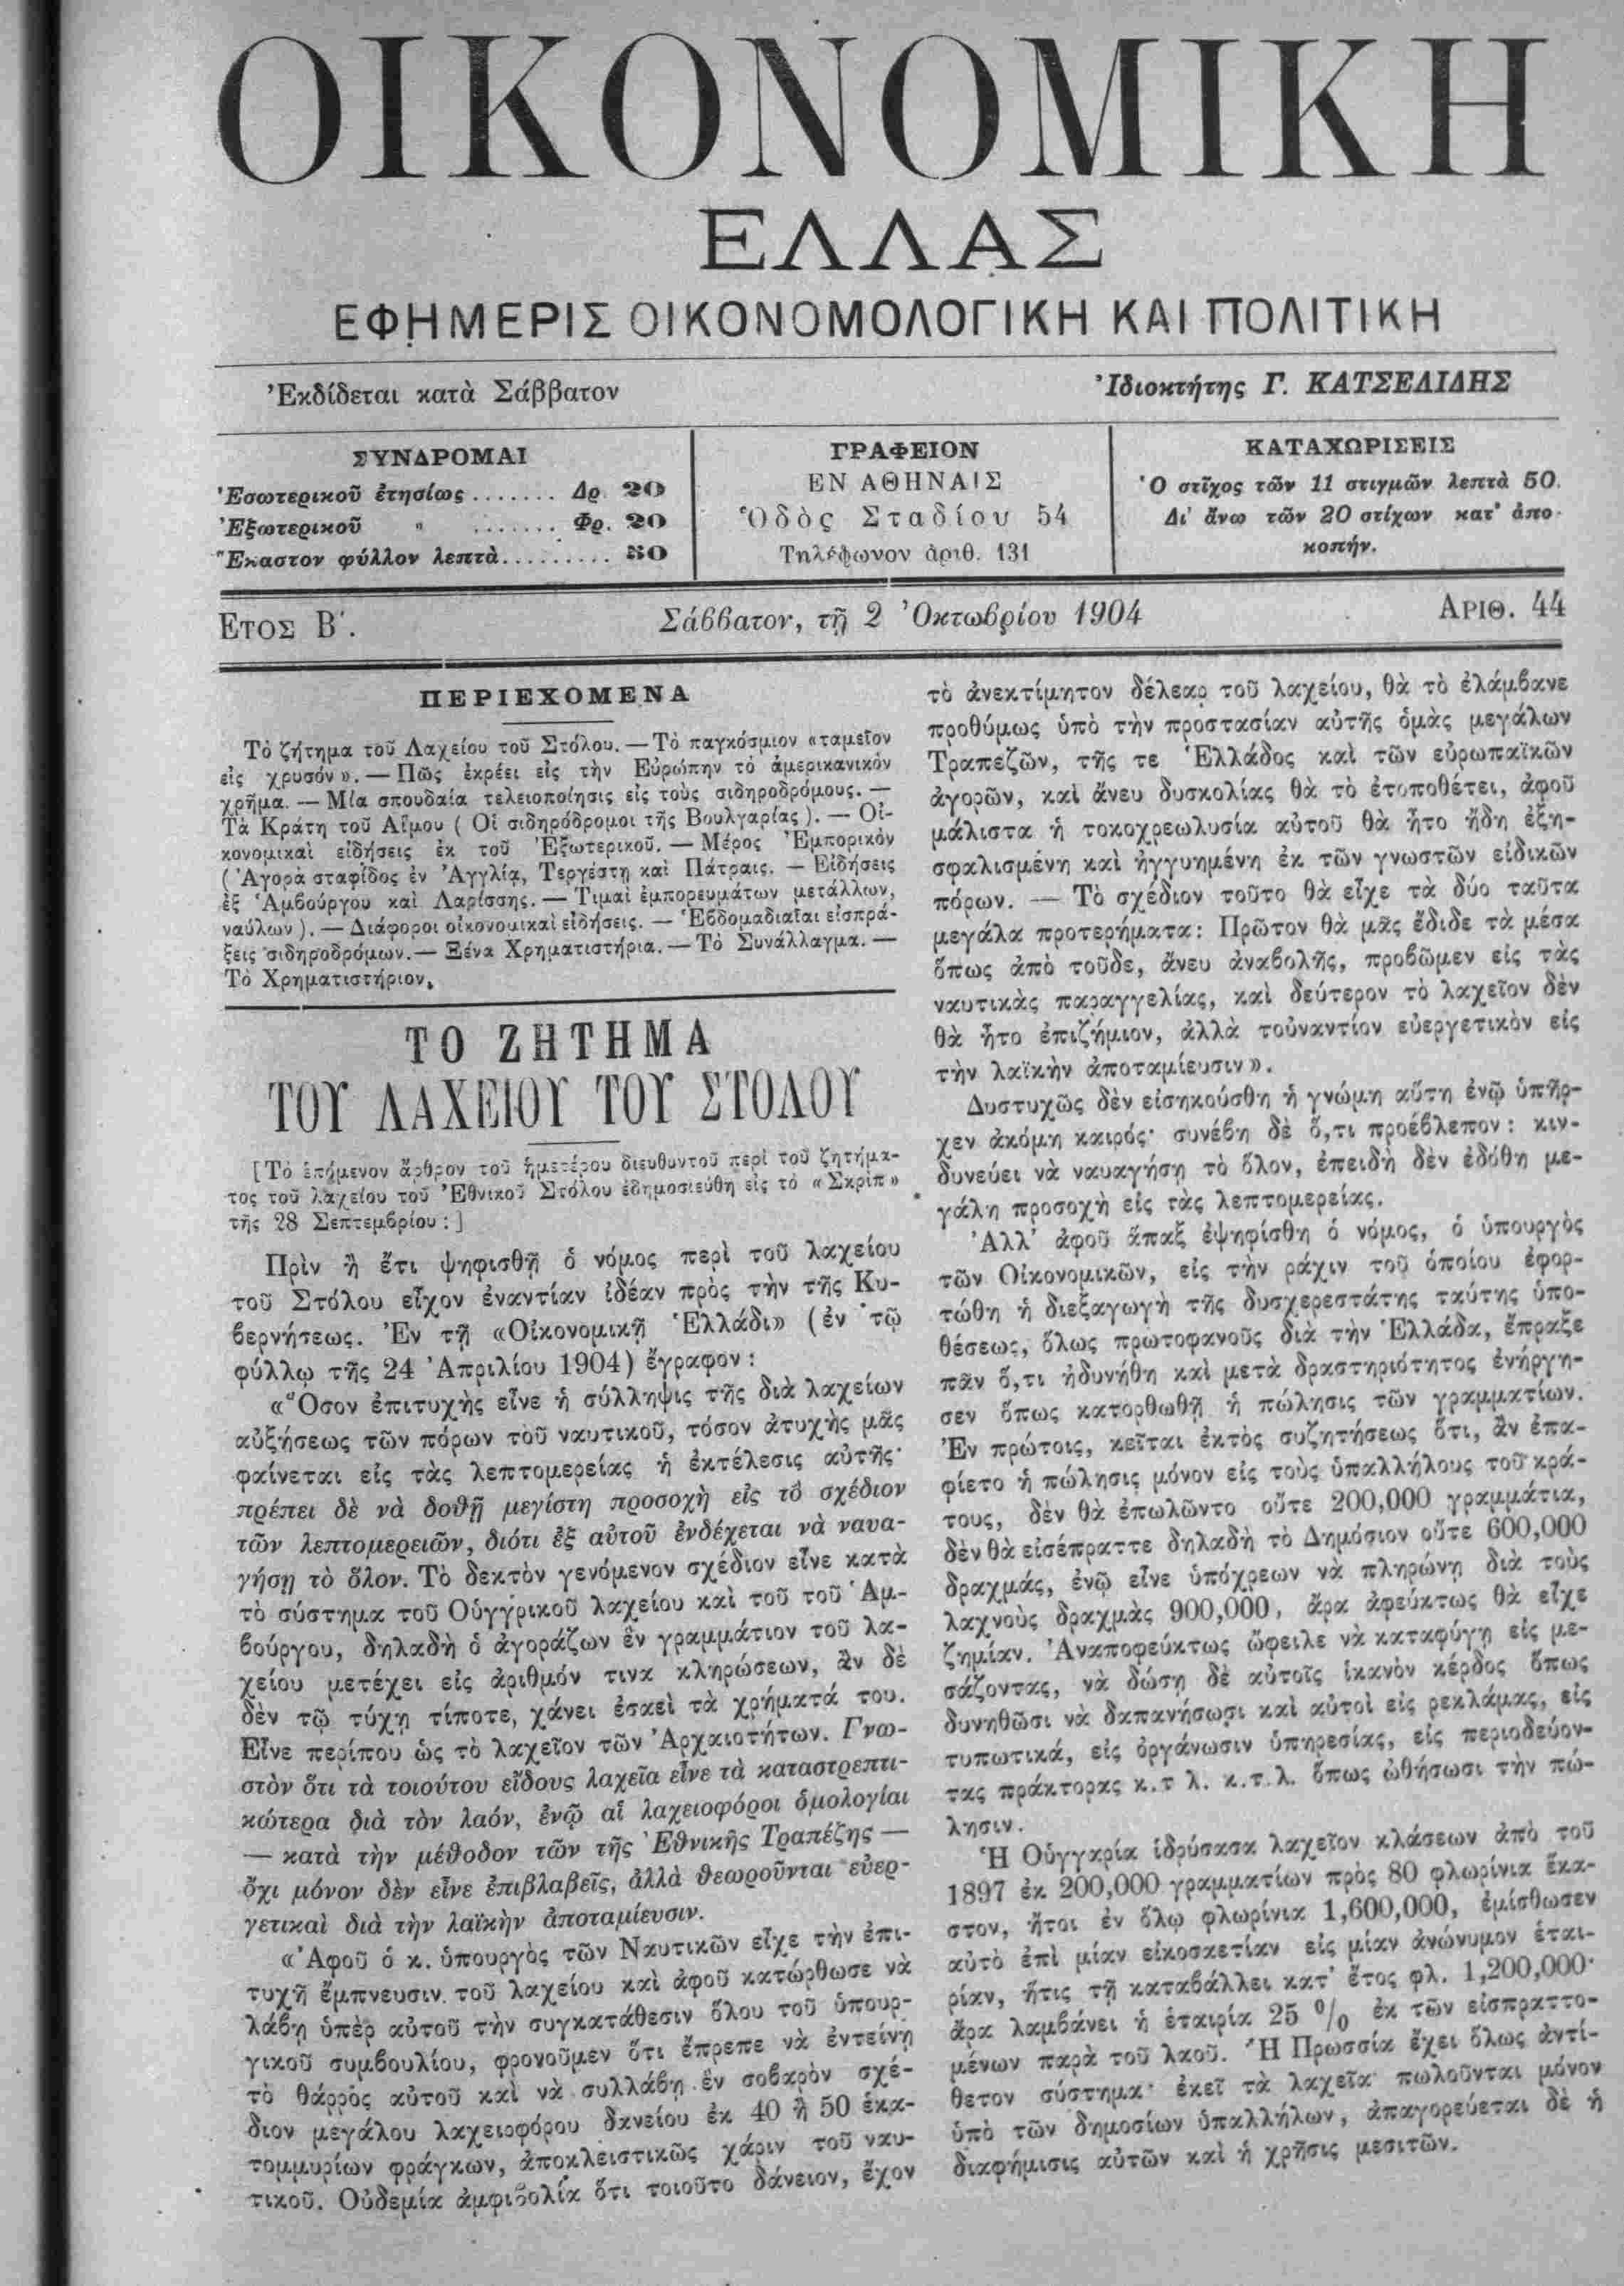 ΟΙΚΟΝΟΜΙΚΗ
ΕΛΛΑΣ
ΕΦΗΜΕΡΙΣ ΟΙΚΟΝΟΜΟΛΟΓΙΚΗ ΚΑΙ ΠΟΛΙΤΙΚΗ
Ἐκδίδεται κατὰ Σάββατον
Ἰδιοκτήτης Γ. ΚΑΤΣΕΛΙΔΗΣ
ΣΥΝΔΡΟΜΑΙ
Ἐσωτερικοῦ ἐτησίως ....... Δρ. 20
Ἐξωτερικοῦ " ....... Φρ. 20
Ἕκαστον φύλλον λεπτὰ......... 50
ΓΡΑΦΕΙΟΝ
ΕΝ ΑΘΗΝΑΙΣ
Ὁδὸς Σταδίου 54
Τηλέφωνον ἀριθ. 131
ΚΑΤΑΧΩΡΙΣΕΙΣ
Ὁ στῖχος τῶν 11 στιγμῶν λεπτὰ 50.
Δι' ἄνω τῶν 20 στίχων κατ' ἀπο-
κοπήν.
ΕΤΟΣ Β΄.
Σάββατον, τῇ 2 Ὀκτωβρίου 1904
ΑΡΙΘ. 44
ΠΕΡΙΕΧΟΜΕΝΑ
Τὸ ζήτημα τοῦ Λαχείου τοῦ Στόλου. — Τὸ παγκόσμιον «ταμεῖον
εἰς χρυσόν». — Πῶς ἐκρέει εἰς τὴν Εὐρώπην τὸ ἀμερικανικὸν
χρῆμα. — Μία σπουδαία τελειοποίησις εἰς τοὺς σιδηροδρόμους. —
Τὰ Κράτη τοῦ Αἵμου ( Οἱ σιδηρόδρομοι τῆς Βουλγαρίας ). — Οἰ-
κονομικαὶ εἰδήσεις ἐκ τοῦ Ἐξωτερικοῦ. — Μέρος Ἐμπορικὸν
( Ἀγορὰ σταφίδος ἐν Ἀγγλίᾳ, Τεργέστῃ καὶ Πάτραις. — Εἰδήσεις
ἐξ Ἀμβούργου καὶ Λαρίσσης. — Τιμαὶ ἐμπορευμάτων μετάλλων,
ναύλων ). — Διάφοροι οἰκονομικαὶ εἰδήσεις. — Ἑβδομαδιαῖαι εἰσπρά-
ξεις σιδηροδρόμων. — Ξένα Χρηματιστήρια. — Τὸ Συνάλλαγμα. —
Τὸ Χρηματιστήριον.
ΤΟ ΖΗΤΗΜΑ
ΤΟΥ ΛΑΧΕΙΟΥ ΤΟΥ ΣΤΟΛΟΥ
[Τὸ ἑπόμενον ἄρθρον τοῦ ἡμετέρου διευθυντοῦ περὶ τοῦ ζητήμα-
τος τοῦ λαχείου τοῦ Ἐθνικοῦ Στόλου ἐδημοσιεύθη εἰς τὸ «Σκρὶπ»
τῆς 28 Σεπτεμβρίου : ]
Πρὶν ἢ ἔτι ψηφισθῇ ὁ νόμος περὶ τοῦ λαχείου
τοῦ Στόλου εἶχον ἐναντίαν ἰδέαν πρὸς τὴν τῆς Κυ-
βερνήσεως. Ἐν τῇ «Οἰκονομικῇ Ἑλλάδι» (ἐν τῷ
φύλλῳ τῆς 24 Ἀπριλίου 1904) ἔγραφον :
«Ὅσον ἐπιτυχὴς εἶνε ἡ σύλληψις τῆς διὰ λαχείων
αὐξήσεως τῶν πόρων τοῦ ναυτικοῦ, τόσον ἀτυχὴς μᾶς
φαίνεται εἰς τὰς λεπτομερείας ἡ ἐκτέλεσις αὐτῆς·
πρέπει δὲ νὰ δοθῇ μεγίστη προσοχὴ εἰς τὸ σχέδιον
τῶν λεπτομερειῶν, διότι ἐξ αὐτοῦ ἐνδέχεται νὰ ναυα-
γήσῃ τὸ ὅλον. Τὸ δεκτὸν γενόμενον σχέδιον εἶνε κατὰ
τὸ σύστημα τοῦ Οὑγγρικοῦ λαχείου καὶ τοῦ τοῦ Ἁμ-
βούργου, δηλαδὴ ὁ ἀγοράζων ἓν γραμμάτιον τοῦ λα-
χείου μετέχει εἰς ἀριθμόν τινα κληρώσεων, ἂν δὲ
δὲν τῷ τύχῃ τίποτε, χάνει ἐσαεὶ τὰ χρήματά του.
Εἶνε περίπου ὡς τὸ λαχεῖον τῶν Ἀρχαιοτήτων. Γνω-
στὸν ὅτι τὰ τοιούτου εἴδους λαχεῖα εἶνε τὰ καταστρεπτι-
κώτερα διὰ τὸν λαόν, ἐνῷ αἱ λαχειοφόροι ὁμολογίαι
— κατὰ τὴν μέθοδον τῶν τῆς Ἐθνικῆς Τραπέζης —
ὄχι μόνον δὲν εἶνε ἐπιβλαβεῖς, ἀλλὰ θεωροῦνται εὐερ-
γετικαὶ διὰ τὴν λαϊκὴν ἀποταμίευσιν.
«Ἀφοῦ ὁ κ. ὑπουργὸς τῶν Ναυτικῶν εἶχε τὴν ἐπι-
τυχῆ ἔμπνευσιν τοῦ λαχείου καὶ ἀφοῦ κατώρθωσε νὰ
λάβῃ ὑπὲρ αὐτοῦ τὴν συγκατάθεσιν ὅλου τοῦ ὑπουρ-
γικοῦ συμβουλίου, φρονοῦμεν ὅτι ἔπρεπε νὰ ἐντείνῃ
τὸ θάρρος αὐτοῦ καὶ νὰ συλλάβῃ ἓν σοβαρὸν σχέ-
διον μεγάλου λαχειοφόρου δανείου ἐκ 40 ἢ 50 ἑκα-
τομμυρίων φράγκων, ἀποκλειστικῶς χάριν τοῦ ναυ-
τικοῦ. Οὐδεμία ἀμφιβολία ὅτι τοιοῦτο δάνειον, ἔχον
τὸ ἀνεκτίμητον δέλεαρ τοῦ λαχείου, θὰ τὸ ἐλάμβανε
προθύμως ὑπὸ τὴν προστασίαν αὐτῆς ὁμὰς μεγάλων
Τραπεζῶν, τῆς τε Ἑλλάδος καὶ τῶν εὐρωπαϊκῶν
ἀγορῶν, καὶ ἄνευ δυσκολίας θὰ τὸ ἐτοποθέτει, ἀφοῦ
μάλιστα ἡ τοκοχρεωλυσία αὐτοῦ θὰ ἦτο ἤδη ἐξη-
σφαλισμένη καὶ ἠγγυημένη ἐκ τῶν γνωστῶν εἰδικῶν
πόρων. — Τὸ σχέδιον τοῦτο θὰ εἶχε τὰ δύο ταῦτα
μεγάλα προτερήματα: Πρῶτον θὰ μᾶς ἔδιδε τὰ μέσα
ὅπως ἀπὸ τοῦδε, ἄνευ ἀναβολῆς, προβῶμεν εἰς τὰς
ναυτικὰς παραγγελίας, καὶ δεύτερον τὸ λαχεῖον δὲν
θὰ ἦτο ἐπιζήμιον, ἀλλὰ τοὐναντίον εὐεργετικὸν εἰς
τὴν λαϊκὴν ἀποταμίευσιν».
Δυστυχῶς δὲν εἰσηκούσθη ἡ γνώμη αὕτη ἐνῷ ὑπῆρ-
χεν ἀκόμη καιρός· συνέβη δὲ ὅ,τι προέβλεπον : κιν-
δυνεύει νὰ ναυαγήσῃ τὸ ὅλον, ἐπειδὴ δὲν ἐδόθη με-
γάλη προσοχὴ εἰς τὰς λεπτομερείας.
Ἀλλ' ἀφοῦ ἅπαξ ἐψηφίσθη ὁ νόμος, ὁ ὑπουργὸς
τῶν Οἰκονομικῶν, εἰς τὴν ράχιν τοῦ ὁποίου ἐφορ-
τώθη ἡ διεξαγωγὴ τῆς δυσχερεστάτης ταύτης ὑπο-
θέσεως, ὅλως πρωτοφανοῦς διὰ τὴν Ἑλλάδα, ἔπραξε
πᾶν ὅ,τι ἠδυνήθη καὶ μετὰ δραστηριότητος ἐνήργη-
σεν ὅπως κατορθωθῇ ἡ πώλησις τῶν γραμματίων.
Ἐν πρώτοις, κεῖται ἐκτὸς συζητήσεως ὅτι, ἂν ἐπα-
φίετο ἡ πώλησις μόνον εἰς τοὺς ὑπαλλήλους τοῦ κρά-
τους, δὲν θὰ ἐπωλῶντο οὔτε 200,000 γραμμάτια,
δὲν θὰ εἰσέπραττε δηλαδὴ τὸ Δημόσιον οὔτε 600,000
δραχμάς, ἐνῷ εἶνε ὑπόχρεων νὰ πληρώνῃ διὰ τοὺς
λαχνοὺς δραχμὰς 900,000, ἄρα ἀφεύκτως θὰ εἶχε
ζημίαν. Ἀναποφεύκτως ὤφειλε νὰ καταφύγῃ εἰς με-
σάζοντας, νὰ δώσῃ δὲ αὐτοῖς ἱκανὸν κέρδος ὅπως
δυνηθῶσι νὰ δαπανήσωσι καὶ αὐτοὶ εἰς ρεκλάμας, εἰς
τυπωτικά, εἰς ὀργάνωσιν ὑπηρεσίας, εἰς περιοδεύον-
τας πράκτορας κ.τ λ. κ.τ.λ. ὅπως ὠθήσωσι τὴν πώ-
λησιν.
Ἡ Οὑγγαρία ἱδρύσασα λαχεῖον κλάσεων ἀπὸ τοῦ
1897 ἐκ 200,000 γραμματίων πρὸς 80 φλωρίνια ἕκα-
στον, ἤτοι ἐν ὅλῳ φλωρίνια 1,600,000, ἐμίσθωσεν
αὐτὸ ἐπὶ μίαν εἰκοσαετίαν εἰς μίαν ἀνώνυμον ἑται-
ρίαν, ἥτις τῇ καταβάλλει κατ' ἔτος φλ. 1,200,000·
ἄρα λαμβάνει ἡ ἑταιρία 25 % ἐκ τῶν εἰσπραττο-
μένων παρὰ τοῦ λαοῦ. Ἡ Πρωσσία ἔχει ὅλως ἀντί-
θετον σύστημα· ἐκεῖ τὰ λαχεῖα πωλοῦνται μόνον
ὑπὸ τῶν δημοσίων ὑπαλλήλων, ἀπαγορεύεται δὲ ἡ
διαφήμισις αὐτῶν καὶ ἡ χρῆσις μεσιτῶν.